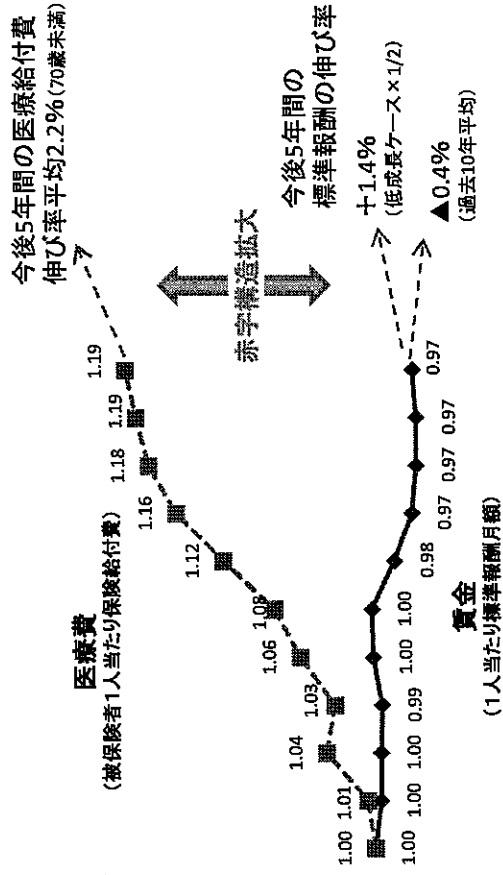 今後5年間の医療給付費
伸び率平均2.2%(70歳未満)
医療費
(被保険者1人当たり保険給付費)
1.00
1.01
1.04
1.03
1.06
1.08
1.12
1.16
1.18
1.19
1.19
赤字構造拡大
今後5年間の
標準報酬の伸び率
+1.4%
(低成長ケース×1/2)
▲0.4%
(過去10年平均)
1.00
1.00
1.00
0.99
1.00
1.00
0.98
0.97
0.97
0.97
0.97
賃金
(1人当たり標準報酬月額)